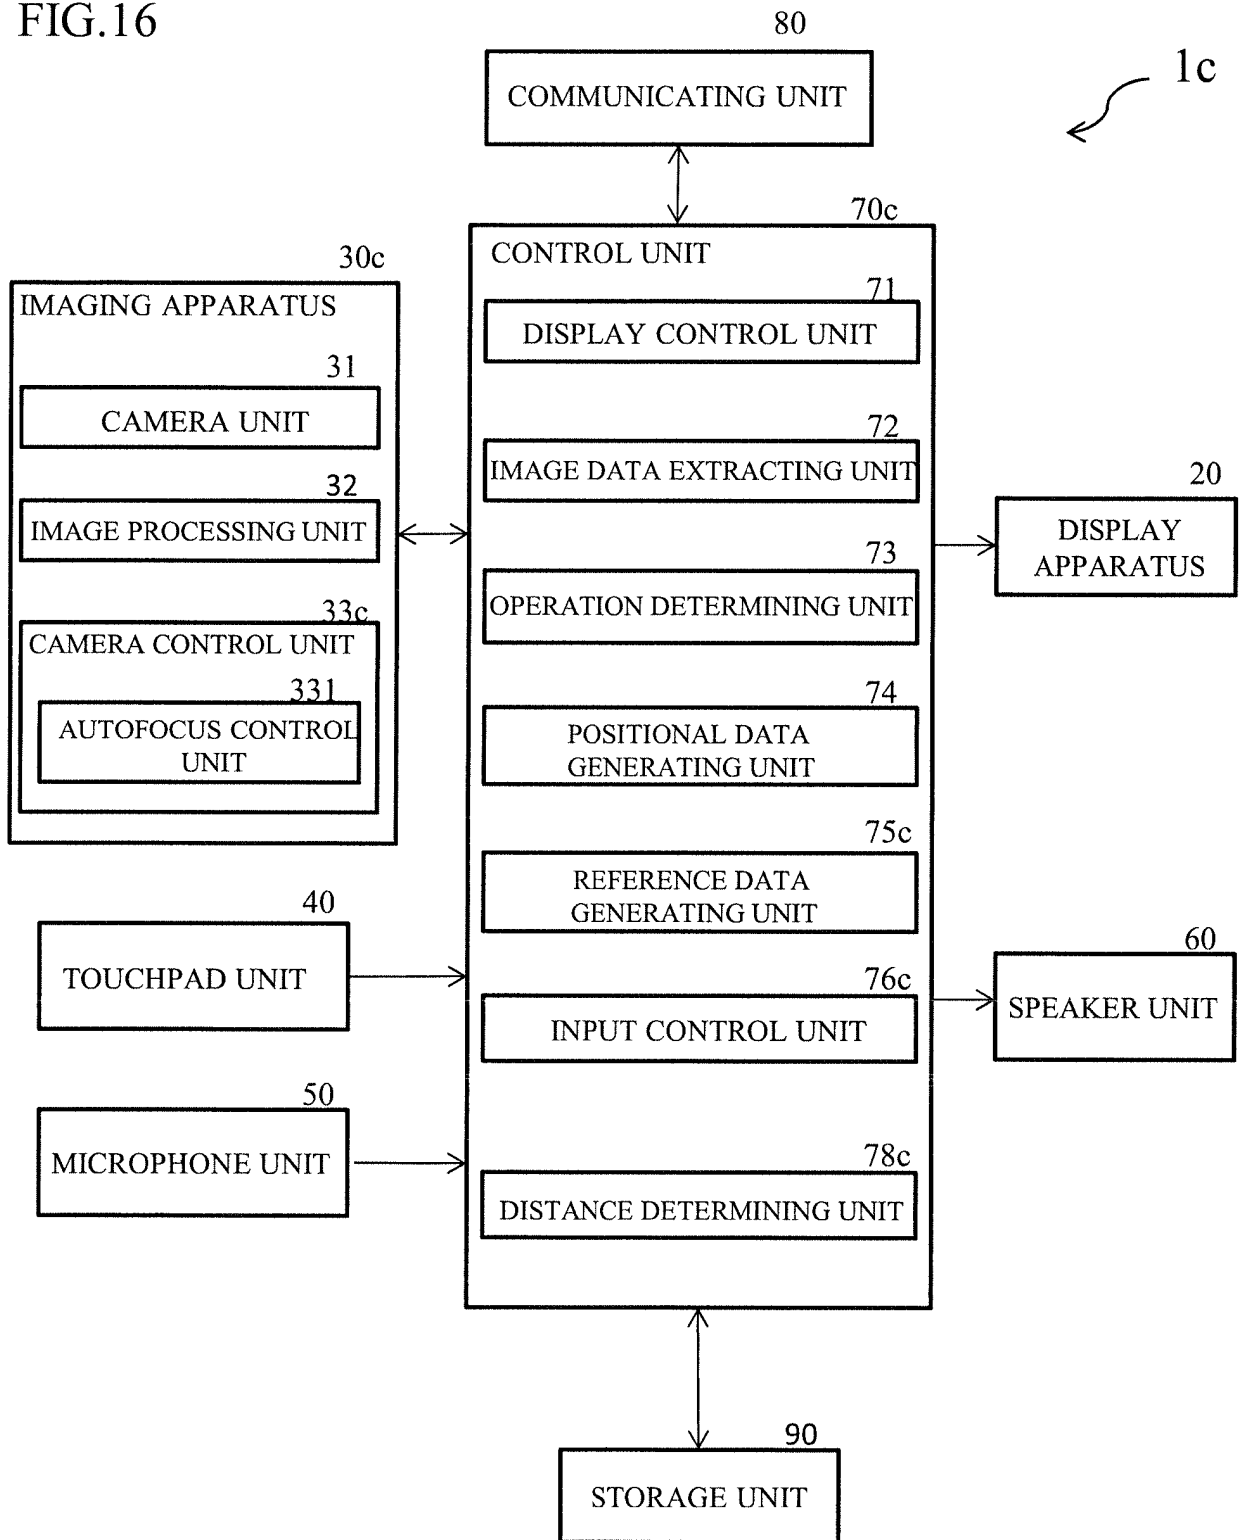 FIG.16
80
COMMUNICATING UNIT
1c
70c
CONTROL UNIT
71
DISPLAY CONTROL UNIT
72
IMAGE DATA EXTRACTING UNIT
73
OPERATION DETERMINING UNIT
74
POSITIONAL DATA
GENERATING UNIT
75c
REFERENCE DATA
GENERATING UNIT
76c
INPUT CONTROL UNIT
78c
DISTANCE DETERMINING UNIT
30c
IMAGING APPARATUS
31
CAMERA UNIT
32
IMAGE PROCESSING UNIT
33c
CAMERA CONTROL UNIT
331
AUTOFOCUS CONTROL
UNIT
40
TOUCHPAD UNIT
50
MICROPHONE UNIT
20
DISPLAY
APPARATUS
60
SPEAKER UNIT
90
STORAGE UNIT